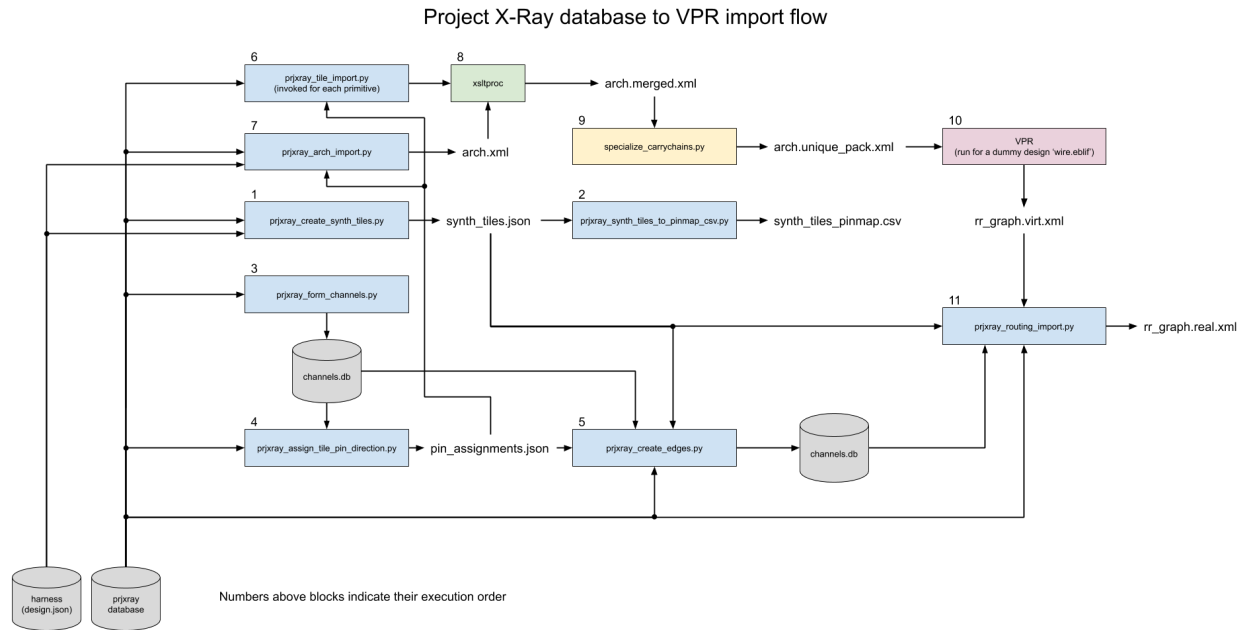 Project X-Ray database to VPR import flow
6
prjxray_tile_import.py
(invoked for each primitive)
8
xsltproc
arch.merged.xml
7
prjxray_arch_import.py
arch.xml
9
specialize_carrychains.py
arch.unique_pack.xml
10
VPR
(run for a dummy design 'wire.eblif')
1
prjxray_create_synth_tiles.py
synth_tiles.json
2
prjxray_synth_tiles_to_pinmap_csv.py
synth_tiles_pinmap.csv
rr_graph.virt.xml
3
prjxray_form_channels.py
11
prjxray_routing_import.py
rr_graph.real.xml
channels.db
4
prjxray_assign_tile_pin_direction.py
pin_assignments.json
5
prjxray_create_edges.py
channels.db
harness
(design.json)
prjxray
database
Numbers above blocks indicate their execution order